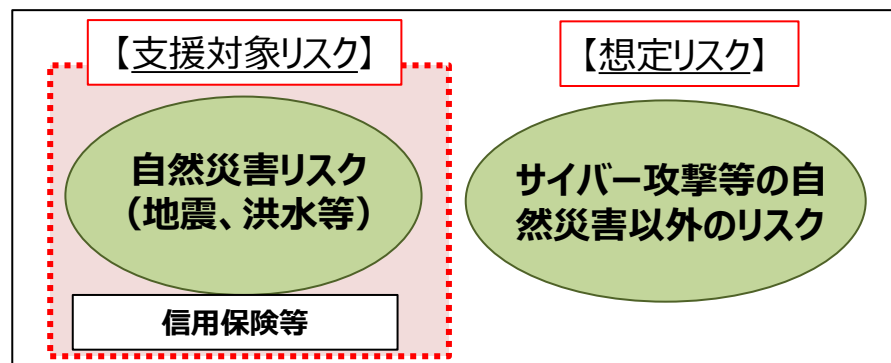 【支援対象リスク】
【想定リスク】
自然災害リスク
（地震、洪水等）
サイバー攻撃等の自
然災害以外のリスク
信用保険等